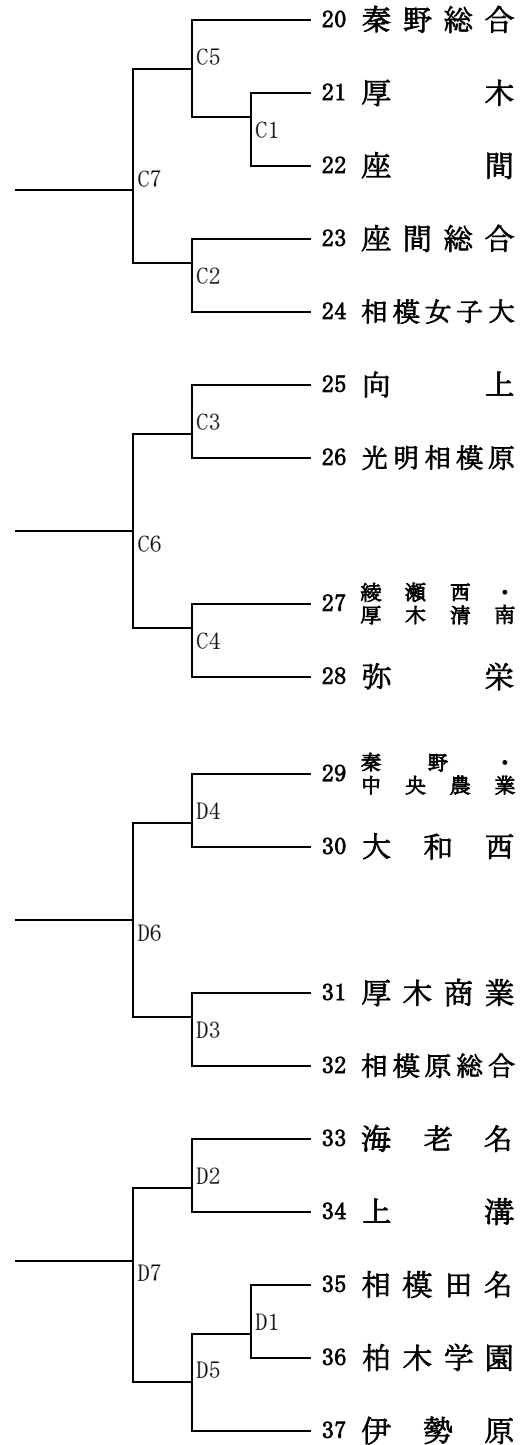 20 秦野総合
C5
21 厚木
C1
22 座間
C7
23 座間総合
C2
24 相模女子大
25 向上
C3
26 光明相模原
C6
27 綾瀬西・
厚木清南
C4
28 弥栄
29 秦野・
中央農業
D4
30 大和西
D6
31 厚木商業
D3
32 相模原総合
33 海老名
D2
34 上溝
D7
35 相模田名
D1
36 柏木学園
D5
37 伊勢原